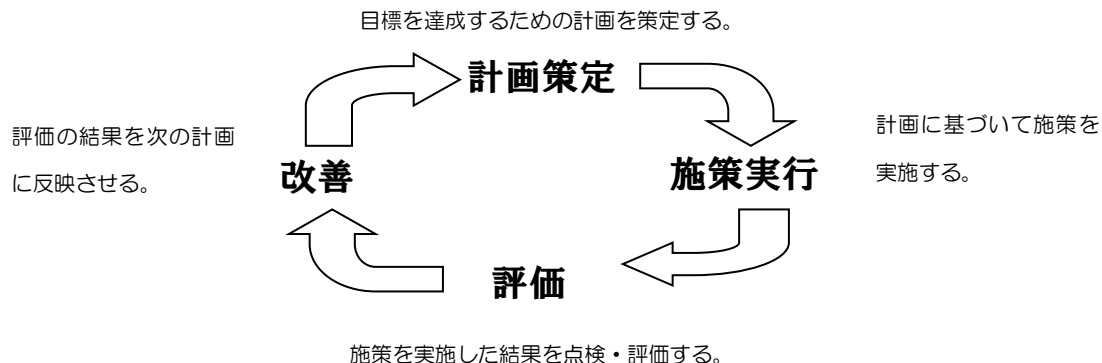 目標を達成するための計画を策定する。
計画策定
評価の結果を次の計画
に反映させる。
改善
施策実行
計画に基づいて施策を
実施する。
評価
施策を実施した結果を点検・評価する。